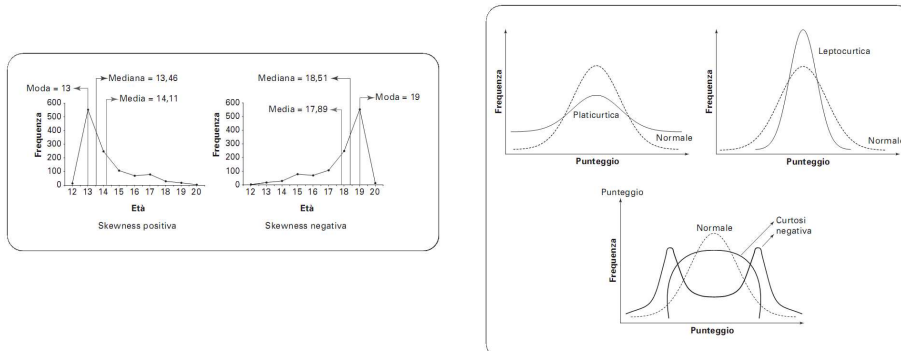 Moda = 13
Mediana = 13,46
Media = 14,11
Frequenza
600
500
400
300
200
100
0
12 13 14 15 16 17 18 19 20
Età
Skewness positiva
Mediana = 18,51
Moda = 19
Media = 17,89
Frequenza
600
500
400
300
200
100
0
12 13 14 15 16 17 18 19 20
Età
Skewness negativa
Frequenza
Platicurtica
Normale
Punteggio
Frequenza
Leptocurtica
Normale
Punteggio
Punteggio
Frequenza
Normale
Curtosi
negativa
Punteggio